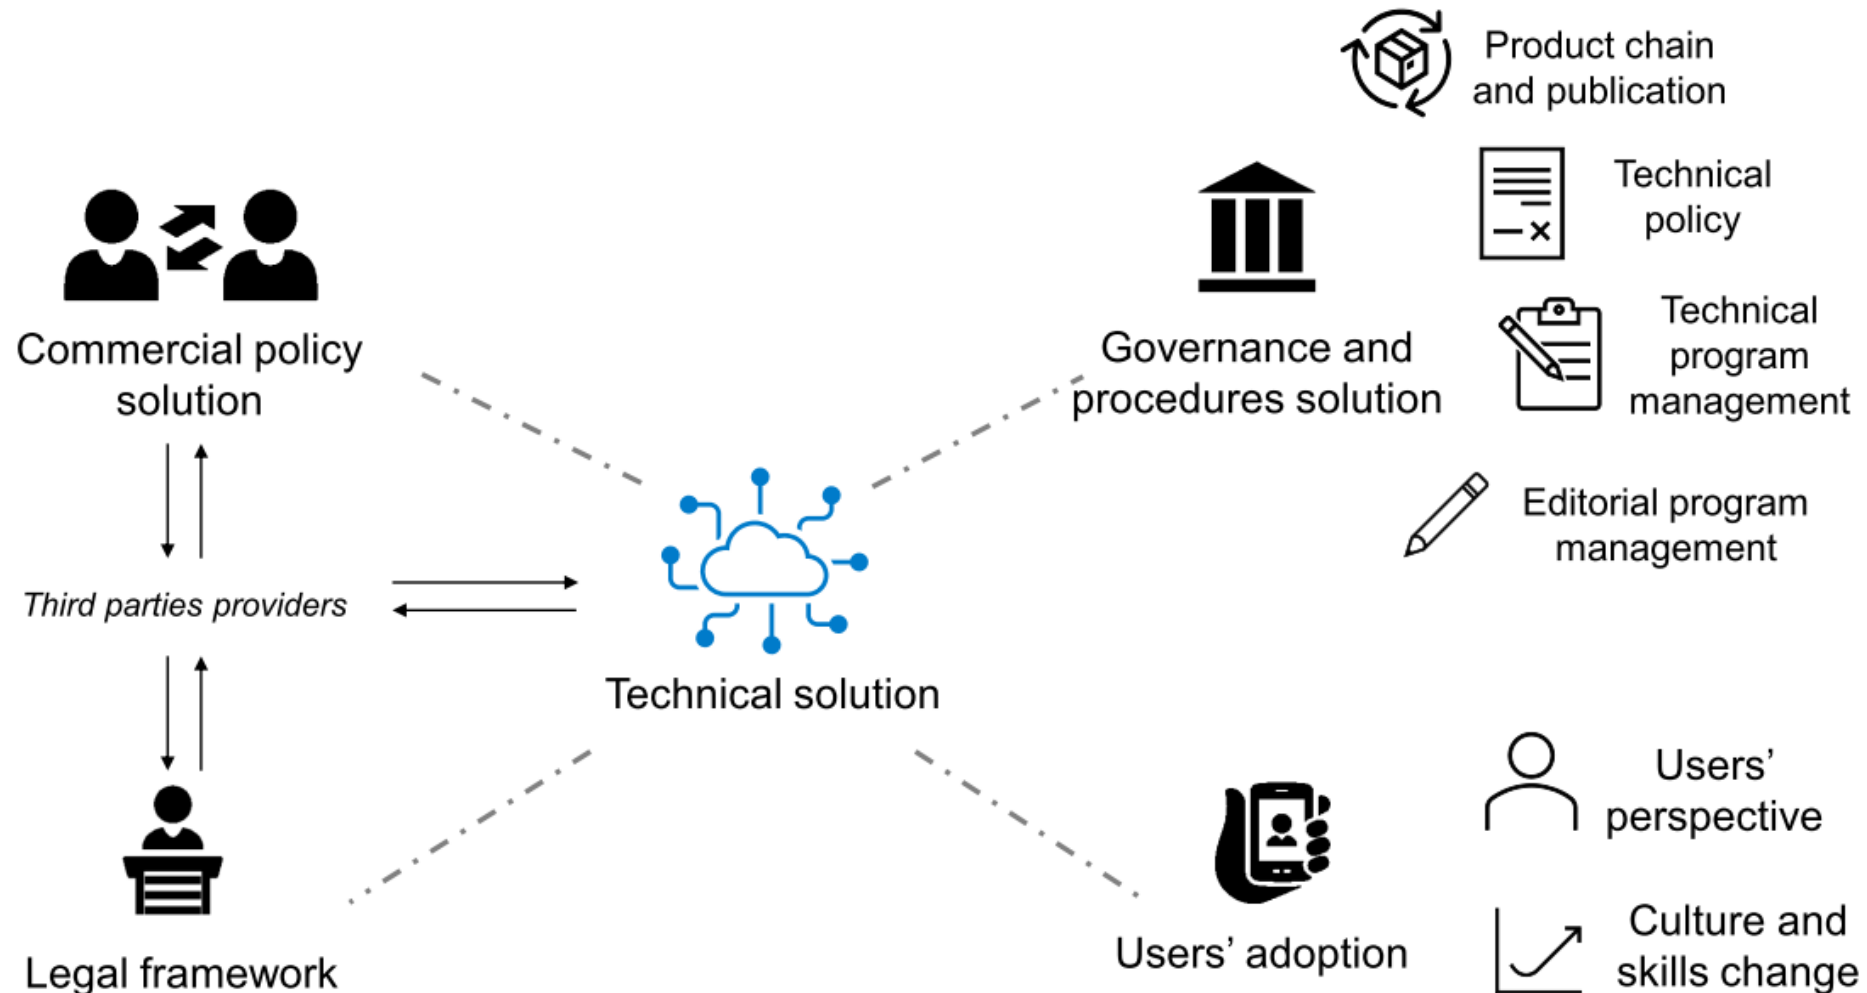 Product chain
and publication
Technical
policy
Commercial policy
solution
Governance and
procedures solution
Technical
program
management
Editorial program
management
Third parties providers
Technical solution
Users’
perspective
Legal framework
Users’ adoption
Culture and
skills change